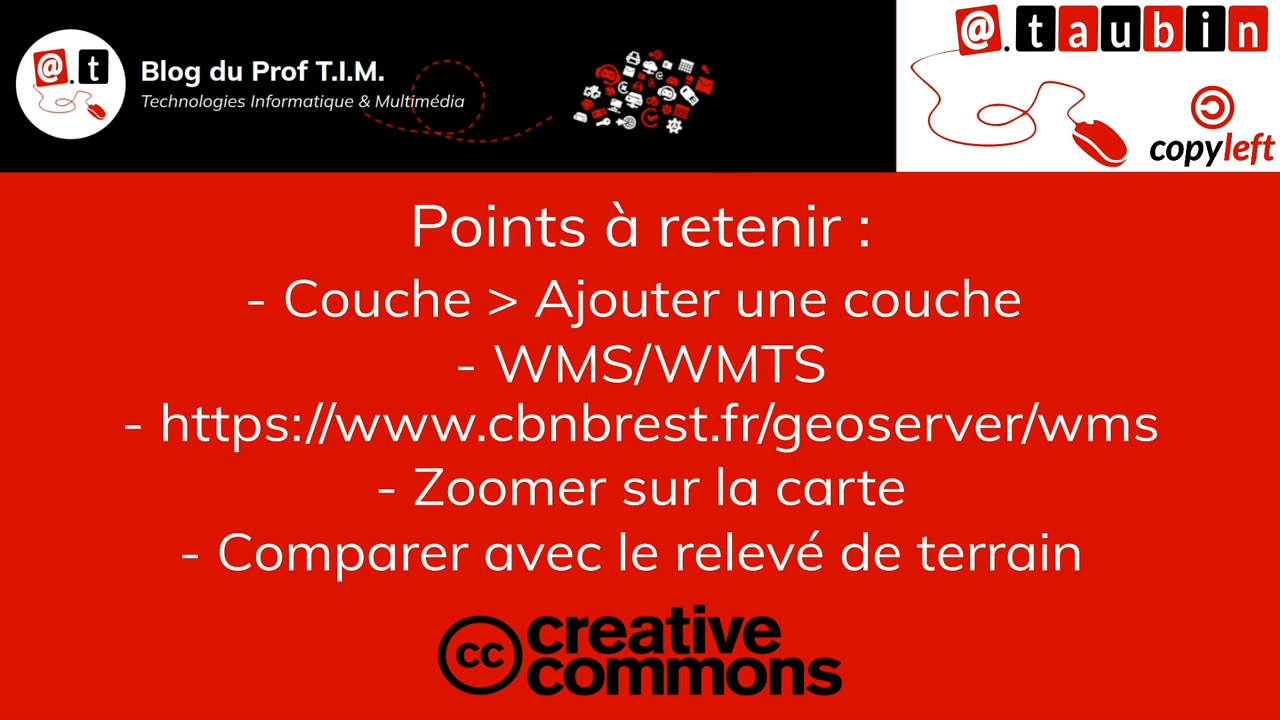 @.t
Blog du Prof T.I.M.
Technologies Informatique & Multimédia
@.taubin
copyleft
Points à retenir :
- Couche > Ajouter une couche
- WMS/WMTS
- https://www.cbnbrest.fr/geoserver/wms
- Zoomer sur la carte
- Comparer avec le relevé de terrain
cc creative
commons